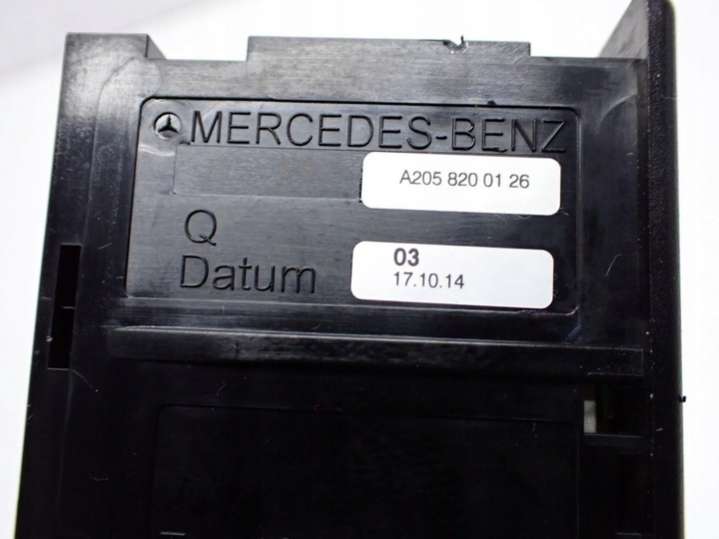 MERCEDES-BENZ
A205 820 01 26
Q 03
Datum 17.10.14